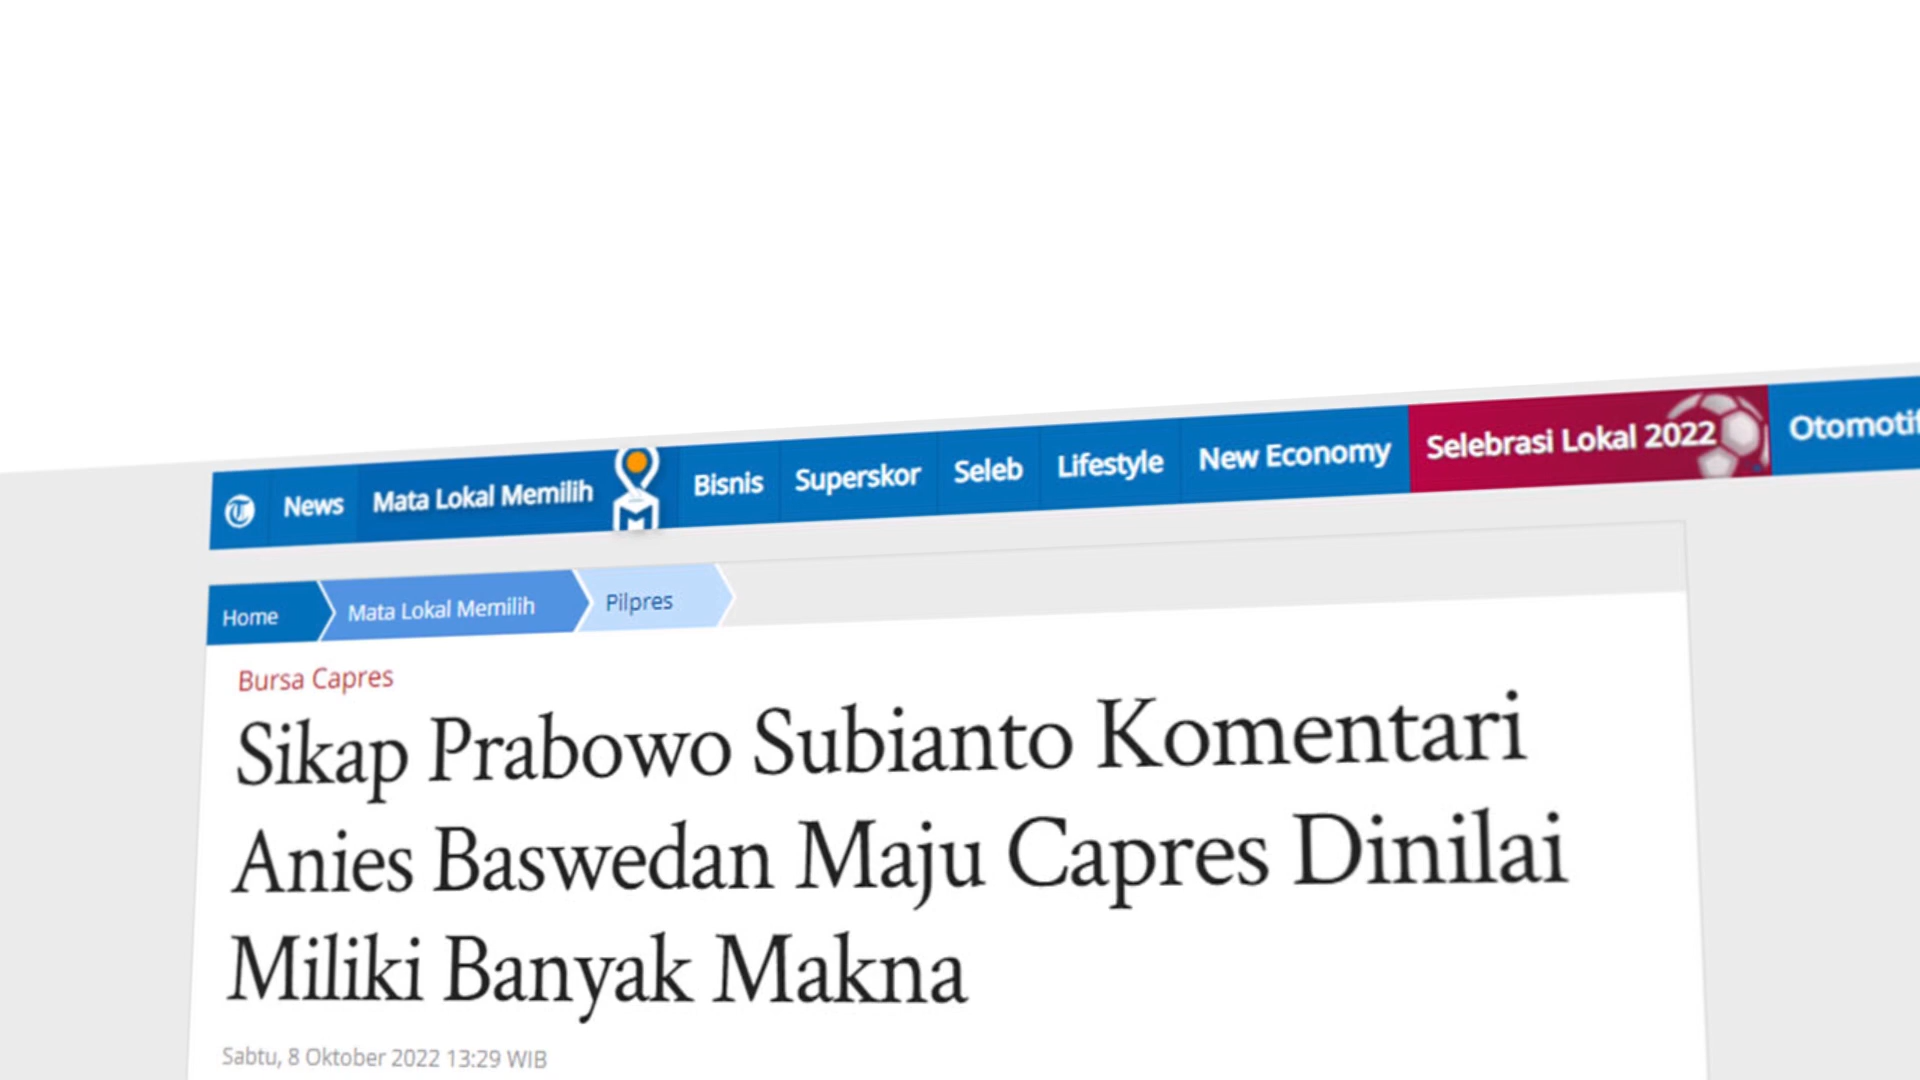 News Mata Lokal Memilih Bisnis Superskor Seleb Lifestyle New Economy Selebrasi Lokal 2022 Otomotif
Home Mata Lokal Memilih Pilpres
Bursa Capres
Sikap Prabowo Subianto Komentari
Anies Baswedan Maju Capres Dinilai
Miliki Banyak Makna
Sabtu, 8 Oktober 2022 13:29 WIB